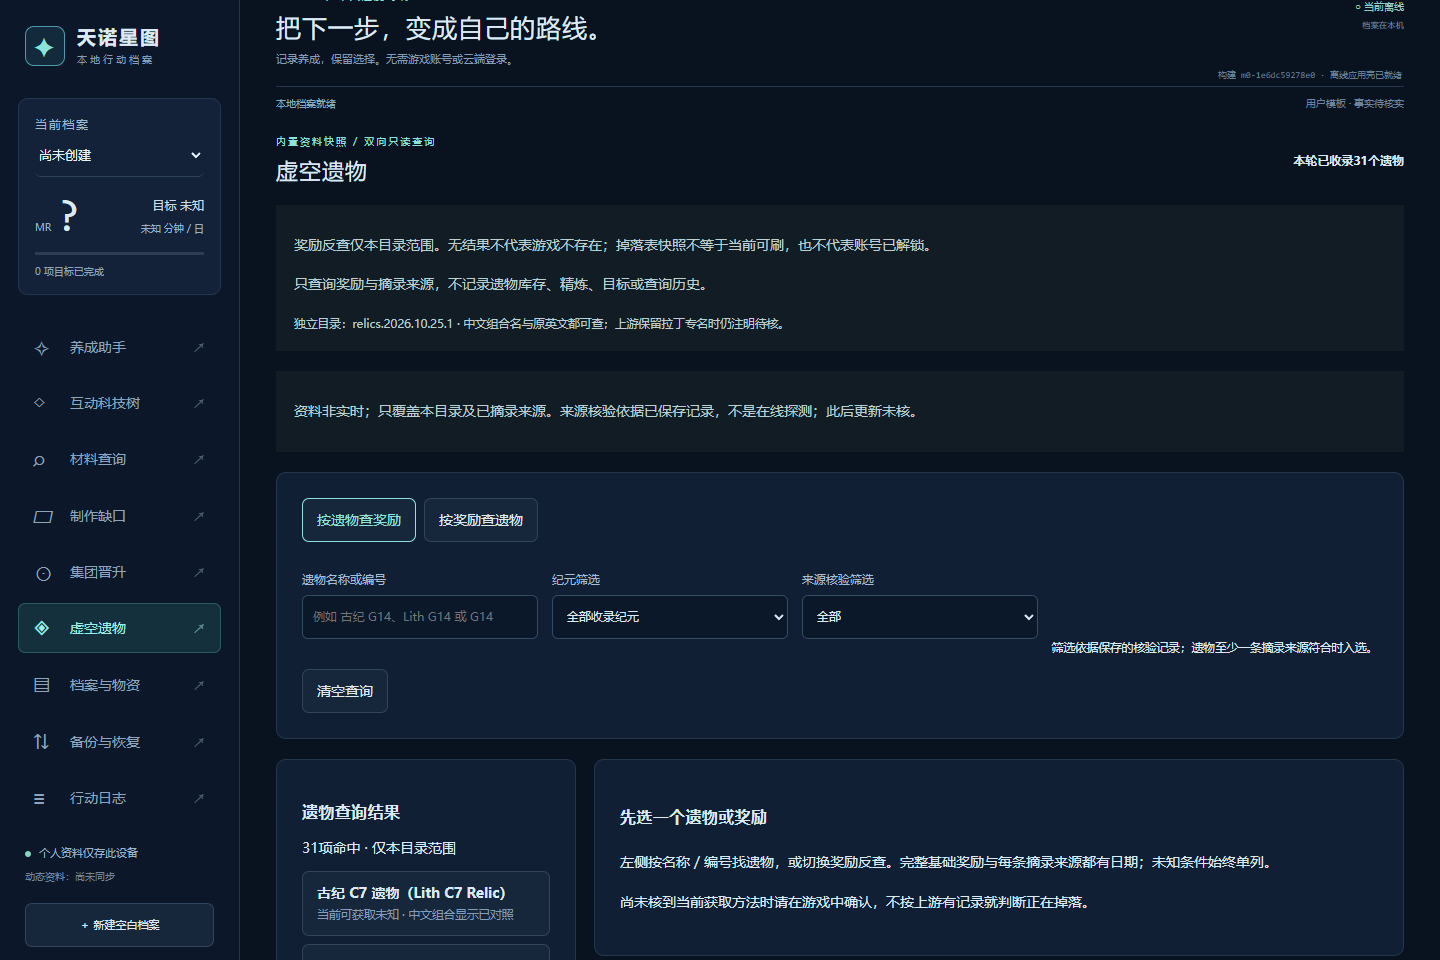 天诺星图
本地行动档案
当前档案
尚未创建
MR ?
目标 未知
未知 分钟 / 日
0 项目标已完成
养成助手
互动科技树
材料查询
制作缺口
集团晋升
虚空遗物
档案与物资
备份与恢复
行动日志
个人资料仅存此设备
动态资料：尚未同步
+ 新建空白档案
把下一步，变成自己的路线。
记录养成，保留选择。无需游戏账号或云端登录。
当前离线
档案在本机
构建 m0-1e6dc59278e0 · 离线应用壳已就绪
本地档案就绪
用户模板 · 事实待核实
内置资料快照 / 双向只读查询
虚空遗物
本轮已收录31个遗物
奖励反查仅本目录范围。无结果不代表游戏不存在；掉落表快照不等于当前可刷，也不代表账号已解锁。
只查询奖励与摘录来源，不记录遗物库存、精炼、目标或查询历史。
独立目录：relics.2026.10.25.1 · 中文组合名与原英文都可查；上游保留拉丁专名时仍注明待核。
资料非实时；只覆盖本目录及已摘录来源。来源核验依据已保存记录，不是在线探测；此后更新未核。
按遗物查奖励
按奖励查遗物
遗物名称或编号
纪元筛选
来源核验筛选
例如 古纪 G14、Lith G14 或 G14
全部收录纪元
全部
筛选依据保存的核验记录；遗物至少一条摘录来源符合时入选。
清空查询
遗物查询结果
31项命中 · 仅本目录范围
古纪 C7 遗物（Lith C7 Relic）
当前可获取未知 · 中文组合显示已对照
先选一个遗物或奖励
左侧按名称 / 编号找遗物，或切换奖励反查。完整基础奖励与每条摘录来源都有日期；未知条件始终单列。
尚未核到当前获取方法时请在游戏中确认，不按上游有记录就判断正在掉落。